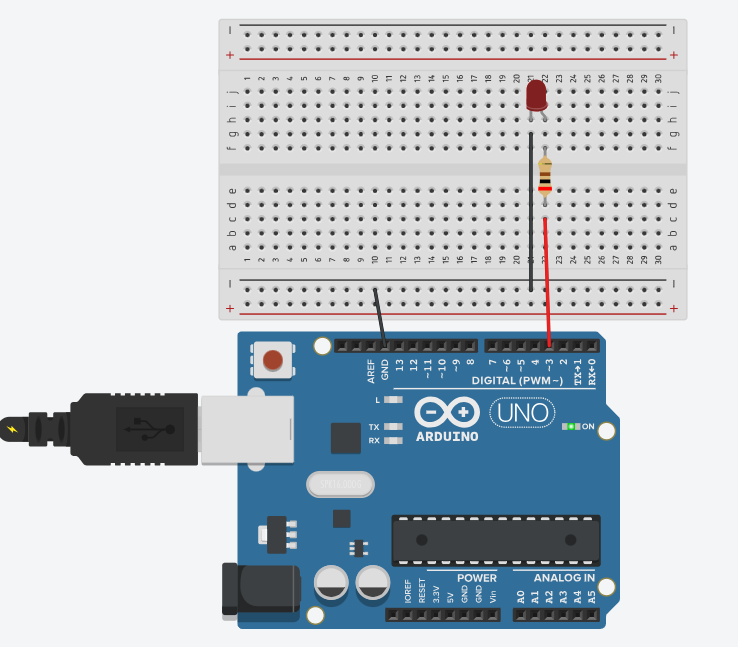 − −
+ +
1 2 3 4 5 6 7 8 9 10 11 12 13 14 15 16 17 18 19 20 21 22 23 24 25 26 27 28 29 30
j j
i i
h h
g g
f f
e e
d d
c c
b b
a a
1 2 3 4 5 6 7 8 9 10 11 12 13 14 15 16 17 18 19 20 21 22 23 24 25 26 27 28 29 30
− −
+ +
AREF GND 13 12 ~11 ~10 ~9 8 7 ~6 ~5 4 ~3 2 TX→1 RX←0
DIGITAL (PWM~)
L
TX
RX
UNO
ARDUINO
ON
POWER
ANALOG IN
IOREF RESET 3.3V 5V GND GND Vin A0 A1 A2 A3 A4 A5